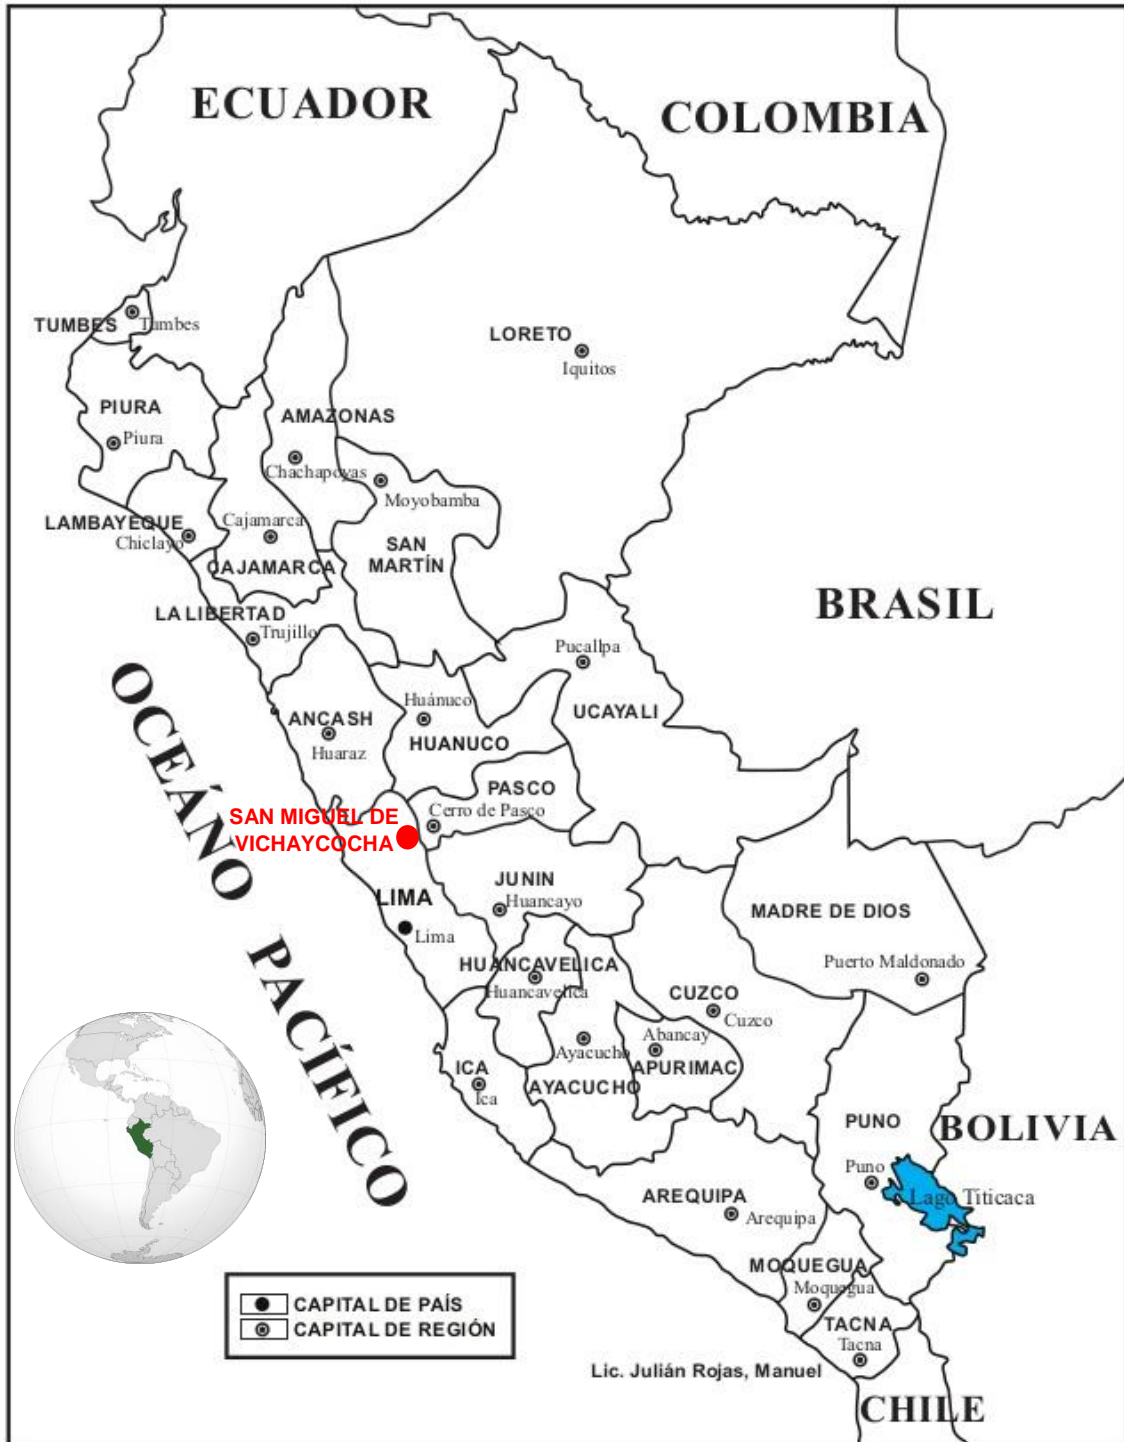 ECUADOR
COLOMBIA
TUMBES
Tumbes
LORETO
Iquitos
PIURA
Piura
AMAZONAS
Chachapoyas
Moyobamba
LAMBAYEQUE
Chiclayo
Cajamarca
CAJAMARCA
SAN
MARTÍN
BRASIL
LA LIBERTAD
Trujillo
Pucallpa
OCEÁNO PACÍFICO
ANCASH
Huaraz
Huánuco
HUANUCO
UCAYALI
PASCO
Cerro de Pasco
SAN MIGUEL DE
VICHAYCOCHA
JUNIN
Huancayo
LIMA
Lima
MADRE DE DIOS
Puerto Maldonado
HUANCAVELICA
Huancavelica
CUZCO
Cuzco
Ayacucho
AYACUCHO
Abancay
APURIMAC
ICA
Ica
PUNO
Puno
BOLIVIA
Lago Titicaca
AREQUIPA
Arequipa
MOQUEGUA
Moquegua
TACNA
Tacna
CAPITAL DE PAÍS
CAPITAL DE REGIÓN
Lic. Julián Rojas, Manuel
CHILE